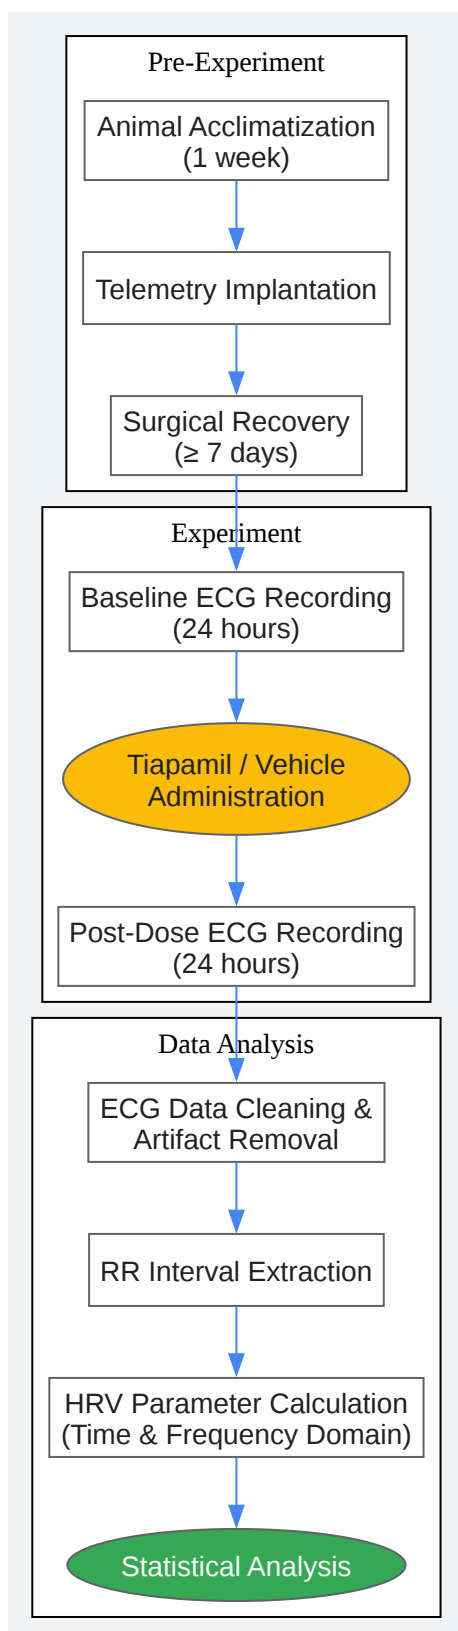 Pre-Experiment
Animal Acclimatization
(1 week)
Telemetry Implantation
Surgical Recovery
(≥ 7 days)
Experiment
Baseline ECG Recording
(24 hours)
Tiapamil / Vehicle
Administration
Post-Dose ECG Recording
(24 hours)
Data Analysis
ECG Data Cleaning &
Artifact Removal
RR Interval Extraction
HRV Parameter Calculation
(Time & Frequency Domain)
Statistical Analysis